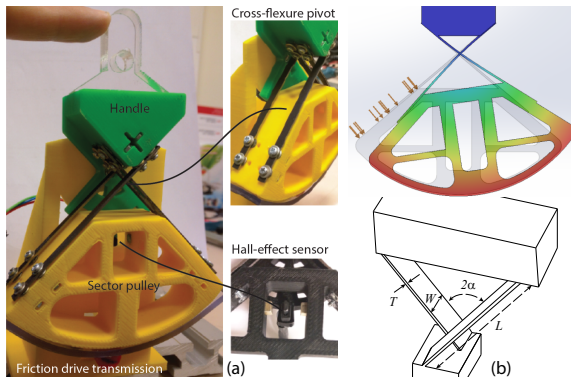 Cross-flexure pivot
Handle
Hall-effect sensor
Sector pulley
Friction drive transmission
(a)
T
W
2α
L
(b)